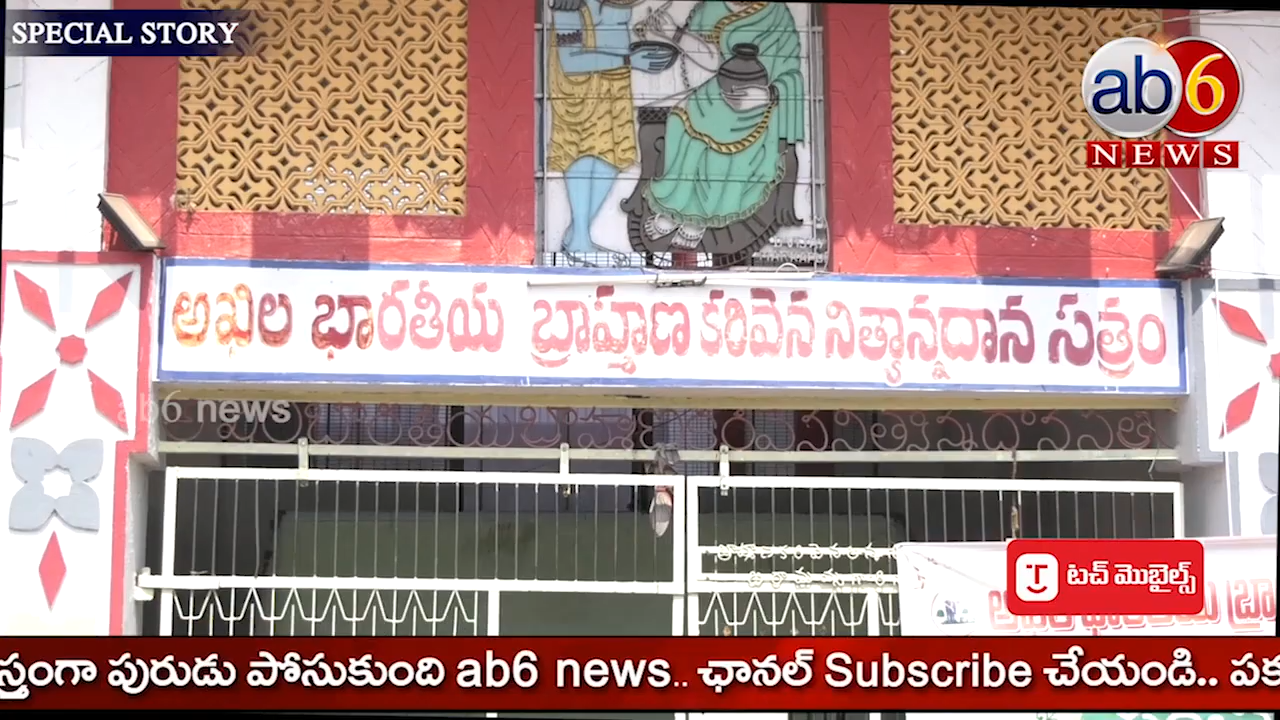 SPECIAL STORY
ab6
NEWS
అఖిల భారతీయ బ్రాహ్మణ కరివెన నిత్యాన్నదాన సత్రం
ab6 news
టచ్ మొబైల్స్
స్త్రంగా పురుడు పోసుకుంది ab6 news.. ఛానల్ Subscribe చేయండి.. పక